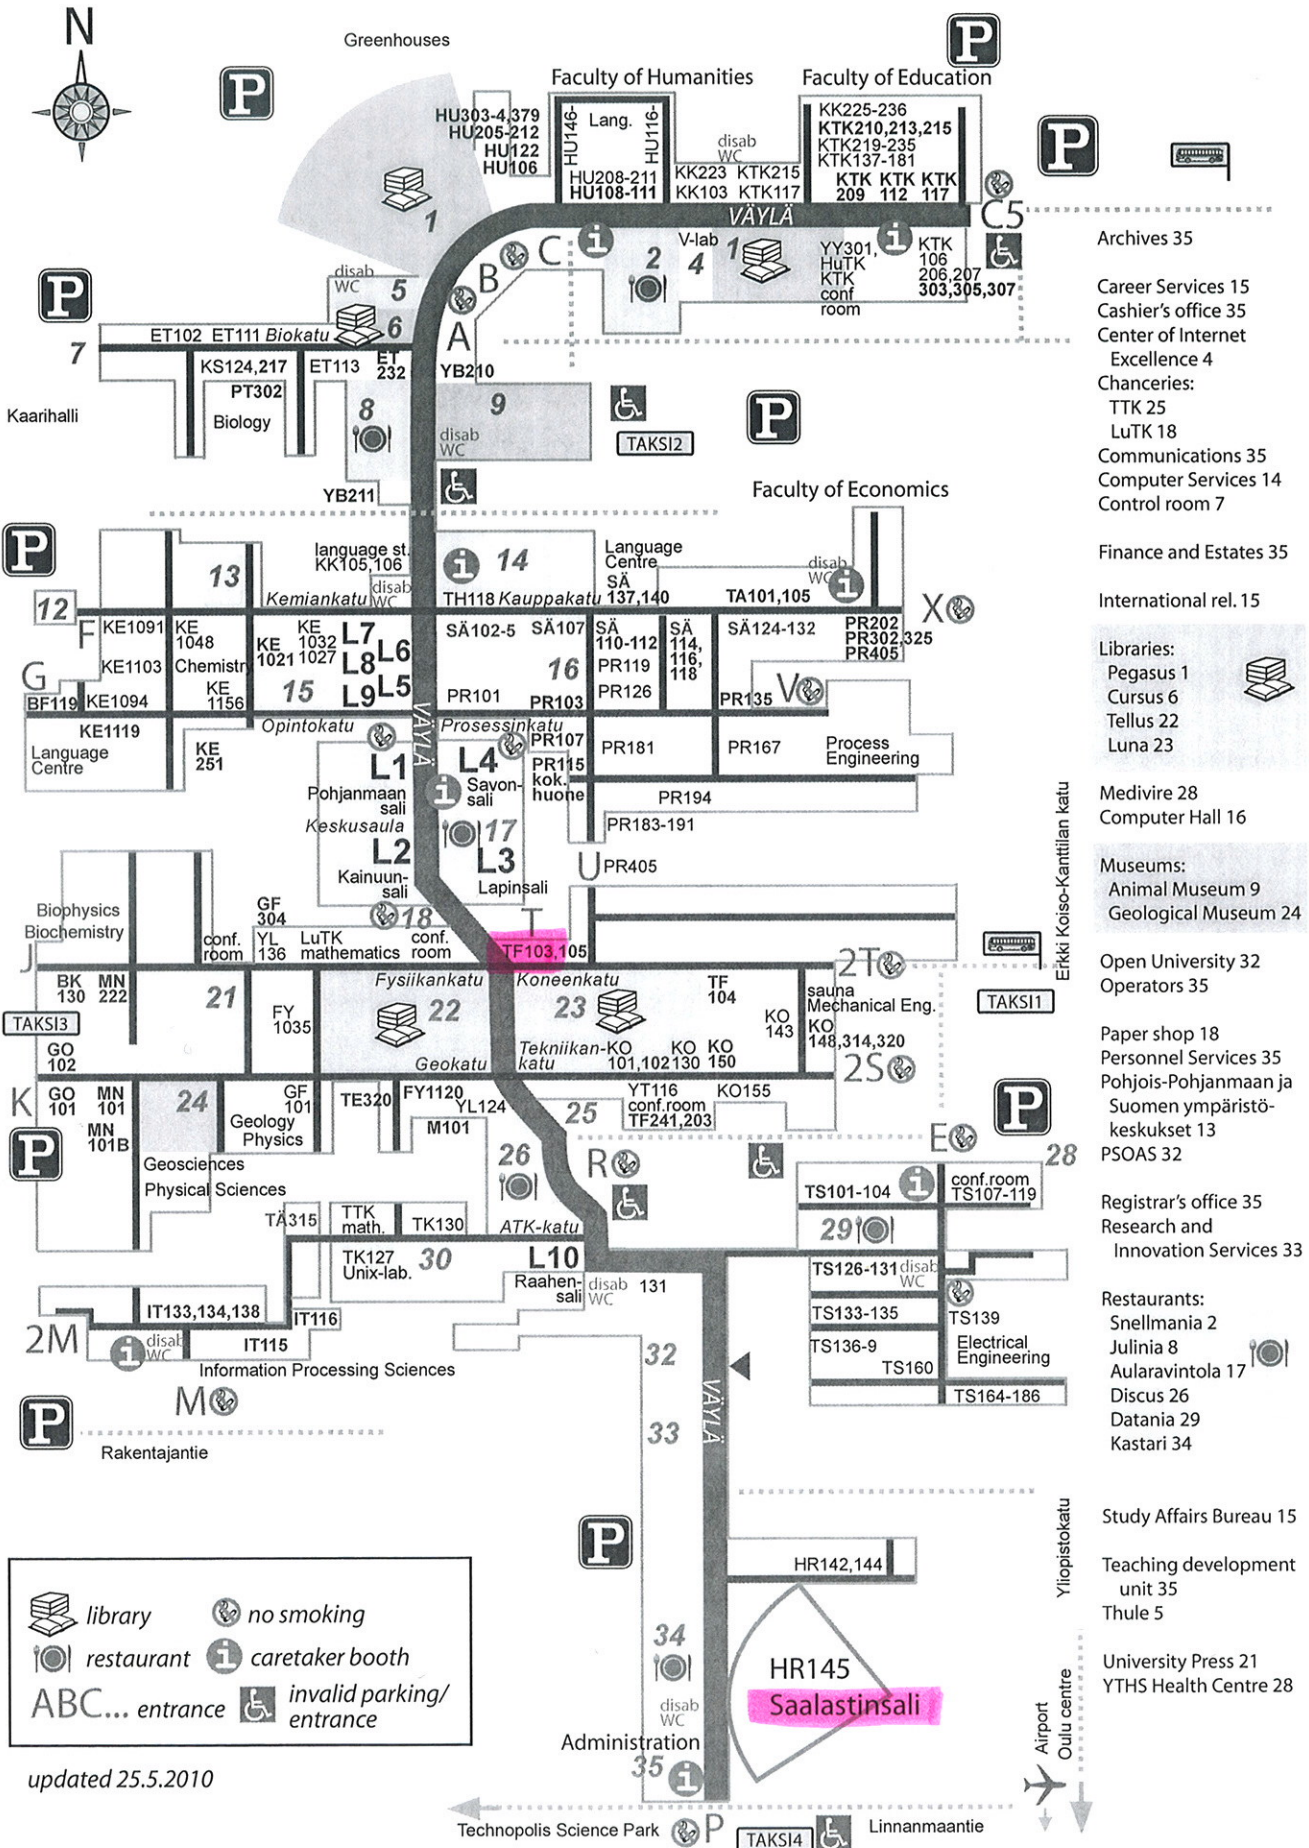 N
Greenhouses
P
P
Faculty of Humanities
Faculty of Education
HU303-4,379
HU205-212
HU122
HU106
HU146-
Lang.
HU116-
HU208-211
HU108-111
disab
WC
KK223 KTK215
KK103 KTK117
KK225-236
KTK210,213,215
KTK219-235
KTK137-181
KTK KTK KTK
209 112 117
P
VÄYLÄ
C5
1
i
2
V-lab
4
1
YY301,
HuTK
KTK
conf
room
i
KTK
106
206,207
303,305,307
C
B
A
disab
WC
5
6
P
7
ET102 ET111 Biokatu
KS124,217
ET113
ET
232
YB210
PT302
Biology
Kaarihalli
8
9
disab
WC
TAKSI2
P
YB211
Faculty of Economics
P
13
language st.
KK105,106
disab
WC
i
14
Language
Centre
SÄ
137,140
disab
WC
i
12
Kemiankatu
TH118 Kauppakatu
TA101,105
X
F
KE1091
KE
1048
KE
1021
KE
1032
1027
L7
L8
L9
L6
L5
SÄ102-5
SÄ107
SÄ
110-112
SÄ
114,
116,
118
SÄ124-132
PR202
PR302,325
PR405
G
KE1103
Chemistry
PR119
16
BF119
KE1094
KE
1156
15
PR101
PR103
PR126
PR135
V
KE1119
Opintokatu
VÄYLÄ
Prosessinkatu
Language
Centre
KE
251
PR107
PR115
kok.
huone
PR181
PR167
Process
Engineering
L1
Pohjanmaan
sali
L4
Savon-
sali
i
PR194
Keskusaula
17
PR183-191
L2
Kainuun-
sali
L3
Lapinsali
U
PR405
Biophysics
Biochemistry
GF
304
18
T
conf.
room
YL
136
LuTK
mathematics
conf.
room
TF103,105
J
2T
Fysiikankatu
Koneenkatu
BK
130
MN
222
21
FY
1035
22
23
TF
104
KO
143
sauna
Mechanical Eng.
KO
148,314,320
TAKSI3
TAKSI1
GO
102
Geokatu
Tekniikan-
katu
KO
101,102
KO
130
KO
150
2S
K
GO
101
MN
101
MN
101B
24
GF
101
Geology
Physics
TE320
FY1120
YL124
M101
25
YT116
conf.room
TF241,203
KO155
P
P
E
28
Geosciences
Physical Sciences
26
R
TS101-104
i
conf.room
TS107-119
TÄ315
TTK
math.
TK130
ATK-katu
29
TK127
Unix-lab.
30
L10
Raahen-
sali
disab
WC
131
TS126-131
disab
WC
IT133,134,138
IT116
TS133-135
TS139
2M
i
disab
WC
IT115
TS136-9
TS160
Electrical
Engineering
Information Processing Sciences
TS164-186
M
32
VÄYLÄ
P
33
Rakentajantie
P
HR142,144
34
HR145
Saalastinsali
disab
WC
Administration
35
i
Technopolis Science Park
P
TAKSI4
Linnanmaantie
Erkki Koiso-Kanttilan katu
Yliopistokatu
Airport
Oulu centre
Archives 35
Career Services 15
Cashier's office 35
Center of Internet
Excellence 4
Chanceries:
TTK 25
LuTK 18
Communications 35
Computer Services 14
Control room 7
Finance and Estates 35
International rel. 15
Libraries:
Pegasus 1
Cursus 6
Tellus 22
Luna 23
Medivire 28
Computer Hall 16
Museums:
Animal Museum 9
Geological Museum 24
Open University 32
Operators 35
Paper shop 18
Personnel Services 35
Pohjois-Pohjanmaan ja
Suomen ympäristö-
keskukset 13
PSOAS 32
Registrar's office 35
Research and
Innovation Services 33
Restaurants:
Snellmania 2
Julinia 8
Aularavintola 17
Discus 26
Datania 29
Kastari 34
Study Affairs Bureau 15
Teaching development
unit 35
Thule 5
University Press 21
YTHS Health Centre 28
library
no smoking
restaurant
i caretaker booth
ABC... entrance
invalid parking/
entrance
updated 25.5.2010